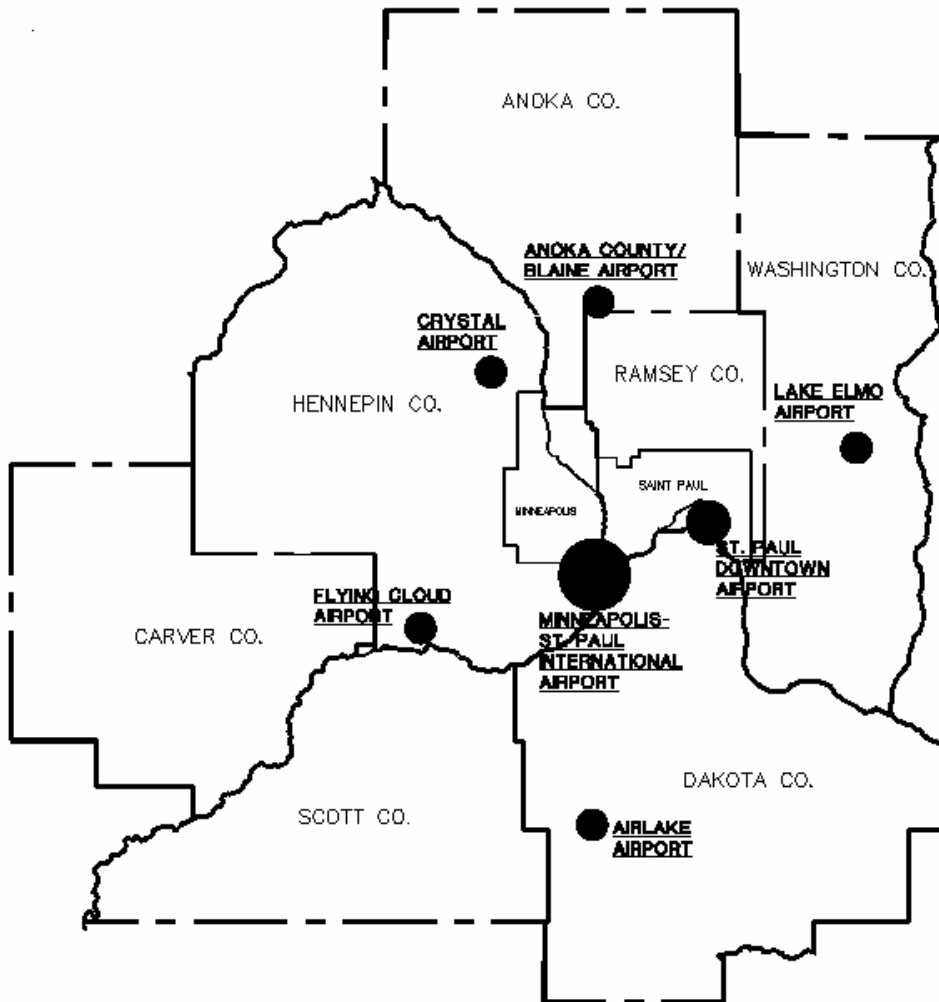 ANOKA CO.
ANOKA COUNTY/
BLAINE AIRPORT
WASHINGTON CO.
CRYSTAL
AIRPORT
RAMSEY CO.
HENNEPIN CO.
LAKE ELMO
AIRPORT
SAINT PAUL
MINNEAPOLIS
ST. PAUL
DOWNTOWN
AIRPORT
FLYING CLOUD
AIRPORT
CARVER CO.
MINNEAPOLIS-
ST. PAUL
INTERNATIONAL
AIRPORT
DAKOTA CO.
SCOTT CO.
AIRLAKE
AIRPORT